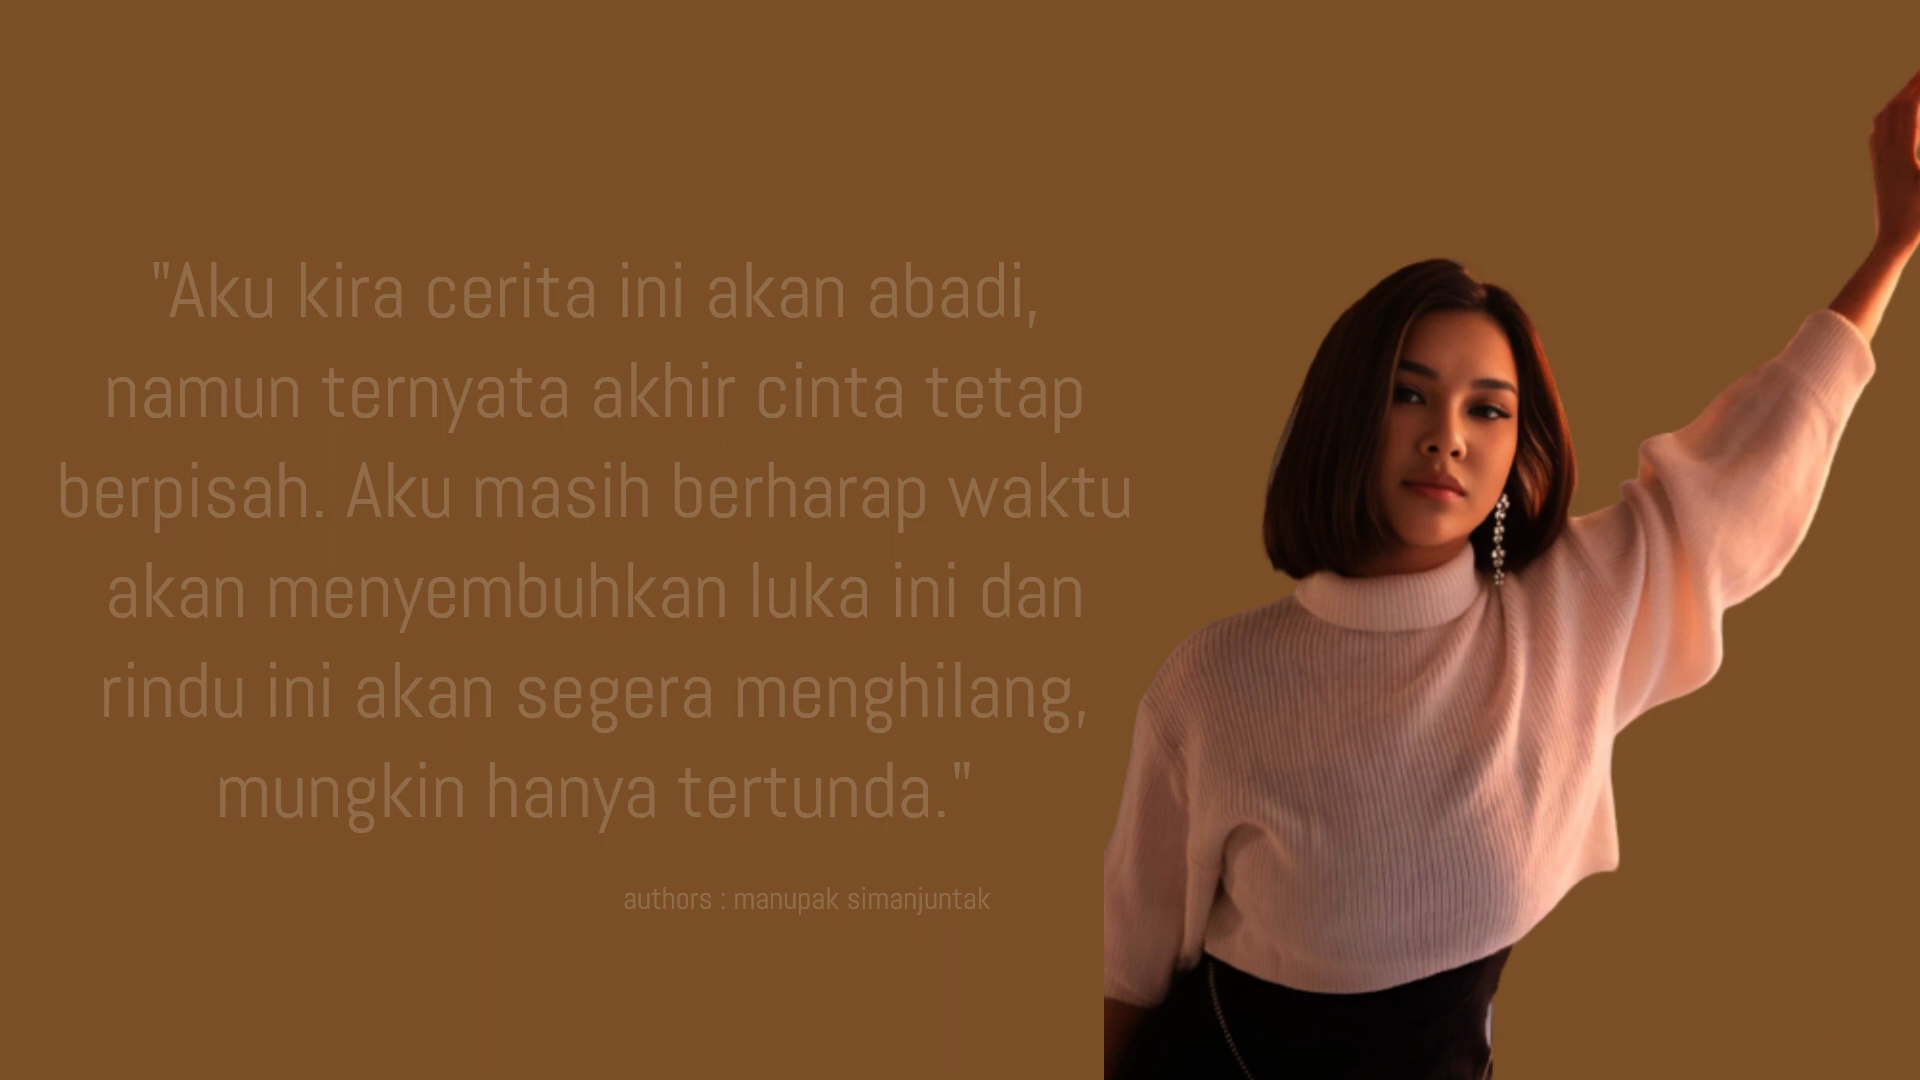 "Aku kira cerita ini akan abadi,
namun ternyata akhir cinta tetap
berpisah. Aku masih berharap waktu
akan menyembuhkan luka ini dan
rindu ini akan segera menghilang,
mungkin hanya tertunda."
authors : manupak simanjuntak